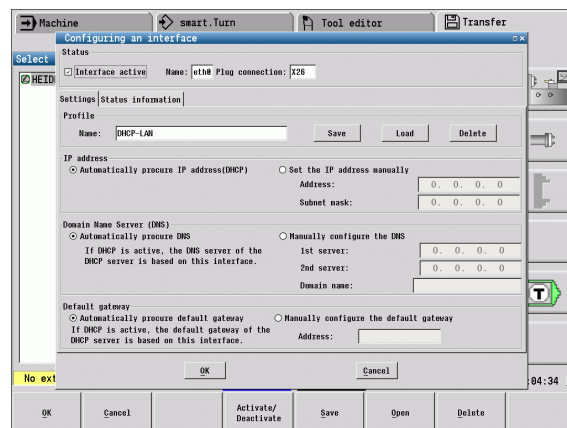 Machine
smart.Turn
Tool editor
Transfer
Configuring an interface
Select
HEID
Status
Interface active Name: eth0 Plug connection: X26
Settings Status information
Profile
Name: DHCP-LAN Save Load Delete
IP address
Automatically procure IP address(DHCP) Set the IP address manually
Address: 0. 0. 0. 0
Subnet mask: 0. 0. 0. 0
Domain Name Server (DNS)
Automatically procure DNS Manually configure the DNS
If DHCP is active, the DNS server of the 1st server: 0. 0. 0. 0
DHCP server is based on this interface. 2nd server: 0. 0. 0. 0
Domain name:
Default gateway
Automatically procure default gateway Manually configure the default gateway
If DHCP is active, the default gateway of the Address:
DHCP server is based on this interface.
OK Cancel
T
No ext :04:34
OK Cancel Activate/ Save Open Delete
Deactivate